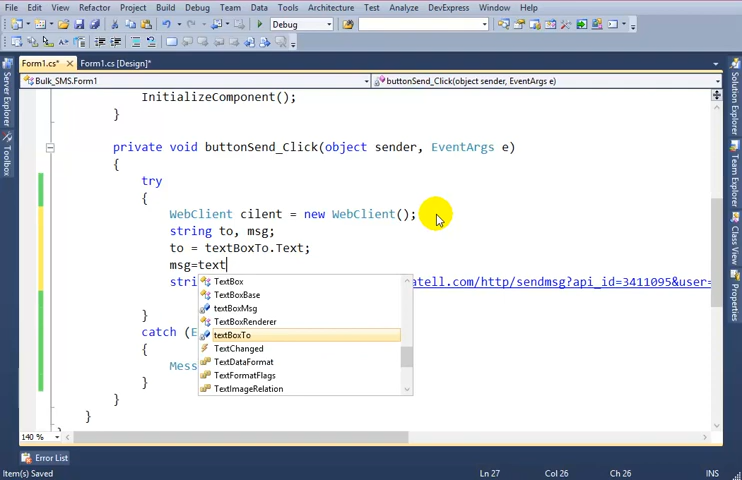 File Edit View Refactor Project Build Debug Team Data Tools Architecture Test Analyze DevExpress Window Help
Debug
Form1.cs* Form1.cs [Design]*
Bulk_SMS.Form1 buttonSend_Click(object sender, EventArgs e)
InitializeComponent();
}
private void buttonSend_Click(object sender, EventArgs e)
{
try
{
WebClient cilent = new WebClient();
string to, msg;
to = textBoxTo.Text;
msg=text
stri atell.com/http/sendmsg?api_id=3411095&user=
TextBox
TextBoxBase
textBoxMsg
TextBoxRenderer
textBoxTo
TextChanged
TextDataFormat
TextFormatFlags
TextImageRelation
}
catch (E
{
Mess
}
}
}
Server Explorer
Toolbox
Solution Explorer
Team Explorer
Class View
Properties
140 %
Error List
Item(s) Saved Ln 27 Col 26 Ch 26 INS